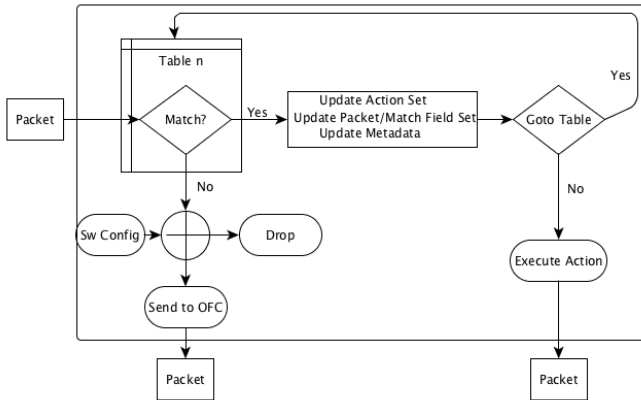 Table n
Yes
Packet
Match?
Yes
Update Action Set
Update Packet/Match Field Set
Update Metadata
Goto Table
No
No
Sw Config
Drop
Execute Action
Send to OFC
Packet
Packet